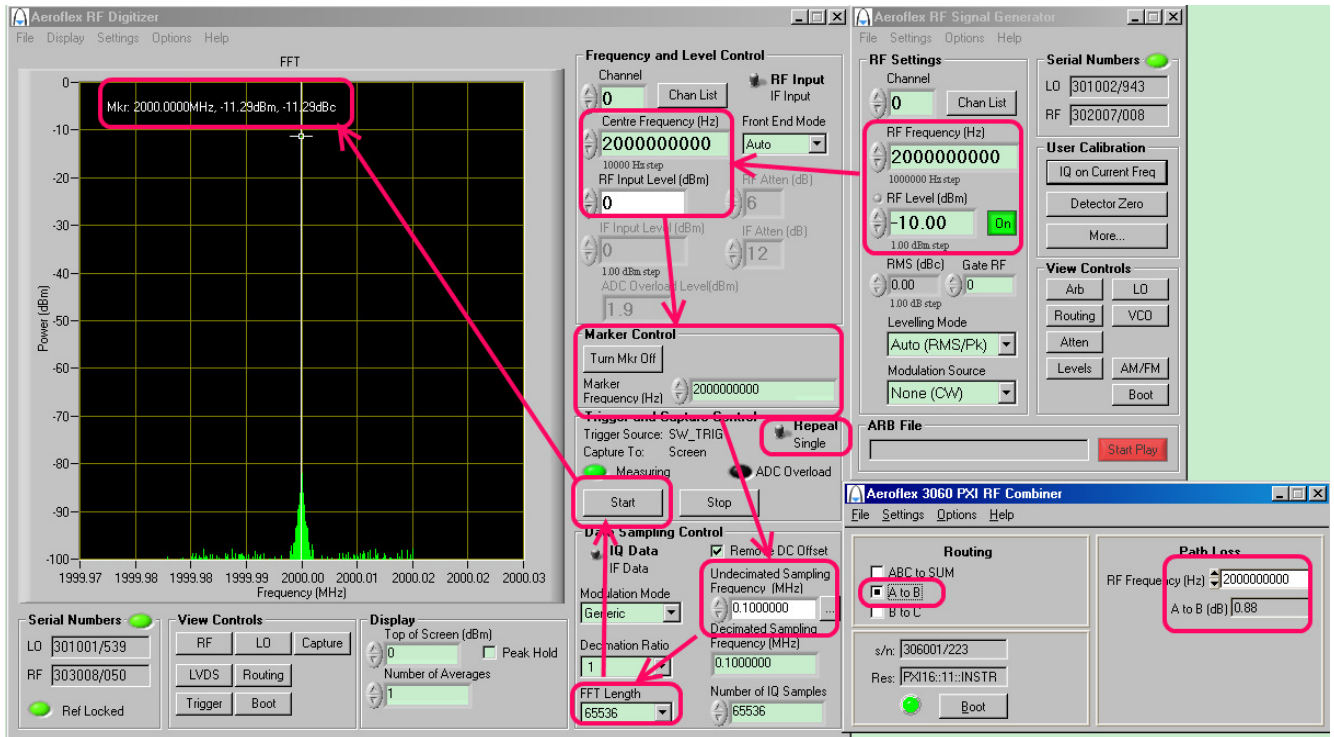 Aeroflex RF Digitizer
File Display Settings Options Help
FFT
Mkr: 2000.0000MHz, -11.29dBm, -11.29dBc
0
-10
-20
-30
-40
-50
-60
-70
-80
-90
-100
Power (dBm)
1999.97 1999.98 1999.98 1999.99 2000.00 2000.01 2000.02 2000.02 2000.03
Frequency (MHz)
Serial Numbers
LO 301001/539
RF 303008/050
Ref Locked
View Controls
RF LO Capture
LVDS Routing
Trigger Boot
Display
Top of Screen (dBm)
0 Peak Hold
Number of Averages
1
Frequency and Level Control
Channel
0 Chan List
RF Input
IF Input
Centre Frequency (Hz)
2000000000
10000 Hz step
Front End Mode
Auto
RF Input Level (dBm)
0
RF Atten (dB)
6
IF Input Level (dBm)
0
1.00 dBm step
IF Atten (dB)
12
ADC Overload Level(dBm)
1.9
Marker Control
Turn Mkr Off
Marker
Frequency (Hz) 2000000000
Trigger and Capture Control
Trigger Source: SW_TRIG
Capture To: Screen
Repeat
Single
Measuring ADC Overload
Start Stop
Data Sampling Control
IQ Data
IF Data
Remove DC Offset
Modulation Mode
Generic
Undecimated Sampling
Frequency (MHz)
0.1000000 ...
Decimation Ratio
1
Decimated Sampling
Frequency (MHz)
0.1000000
FFT Length
65536
Number of IQ Samples
65536
Aeroflex RF Signal Generator
File Settings Options Help
RF Settings
Channel
0 Chan List
RF Frequency (Hz)
2000000000
1000000 Hz step
RF Level (dBm)
-10.00 On
1.00 dBm step
RMS (dBc) Gate RF
0.00 0
1.00 dB step
Levelling Mode
Auto (RMS/Pk)
Modulation Source
None (CW)
Serial Numbers
LO 301002/943
RF 302007/008
User Calibration
IQ on Current Freq
Detector Zero
More...
View Controls
Arb LO
Routing VCO
Atten
Levels AM/FM
Boot
ARB File
Start Play
Aeroflex 3060 PXI RF Combiner
File Settings Options Help
Routing
ABC to SUM
A to B
B to C
s/n: 306001/223
Res: PXI16::11::INSTR
Boot
Path Loss
RF Frequency (Hz) 2000000000
A to B (dB) 0.88